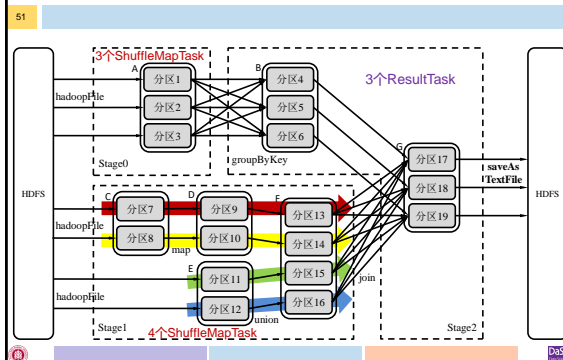 51
3个ShuffleMapTask
A
B
分区1
分区4
3个ResultTask
hadoopFile
分区2
分区5
分区3
分区6
G
分区17
Stage0
groupByKey
saveAs
TextFile
分区18
HDFS
HDFS
C
D
F
分区19
分区7
分区9
分区13
hadoopFile
分区8
分区10
分区14
map
E
分区11
分区15
join
hadoopFile
分区12
分区16
union
Stage1
Stage2
4个ShuffleMapTask